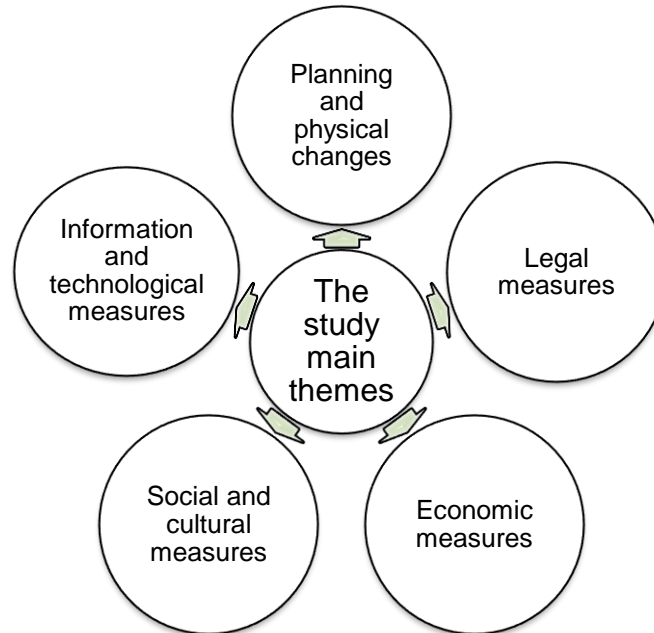 Planning
and
physical
changes
Information
and
technological
measures
Legal
measures
The
study
main
themes
Social and
cultural
measures
Economic
measures